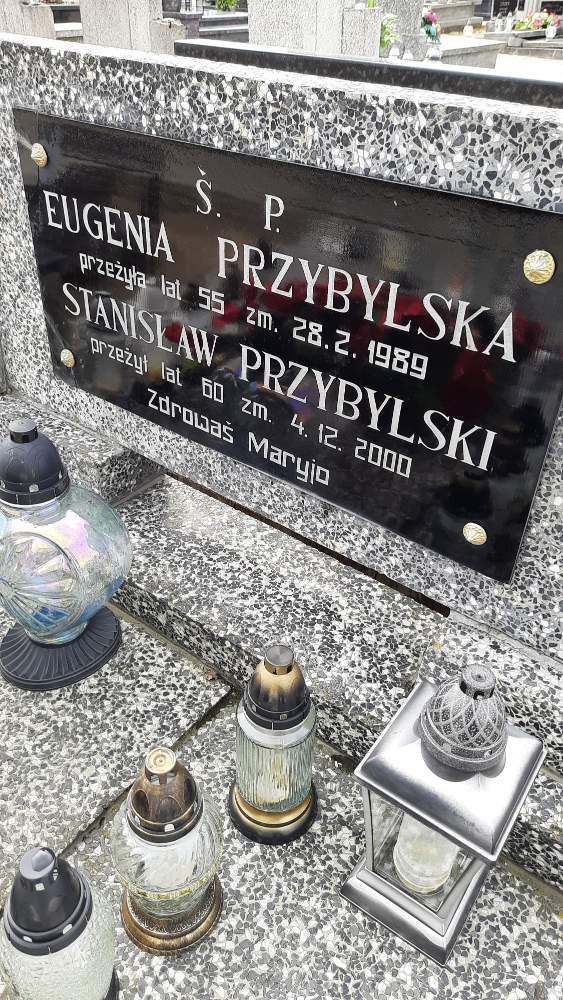 Ś. P.
EUGENIA PRZYBYLSKA
przeżyła lat 55 zm. 28.2.1989
STANISŁAW PRZYBYLSKI
przeżył lat 60 zm. 4.12.2000
Zdrowaś Maryjo